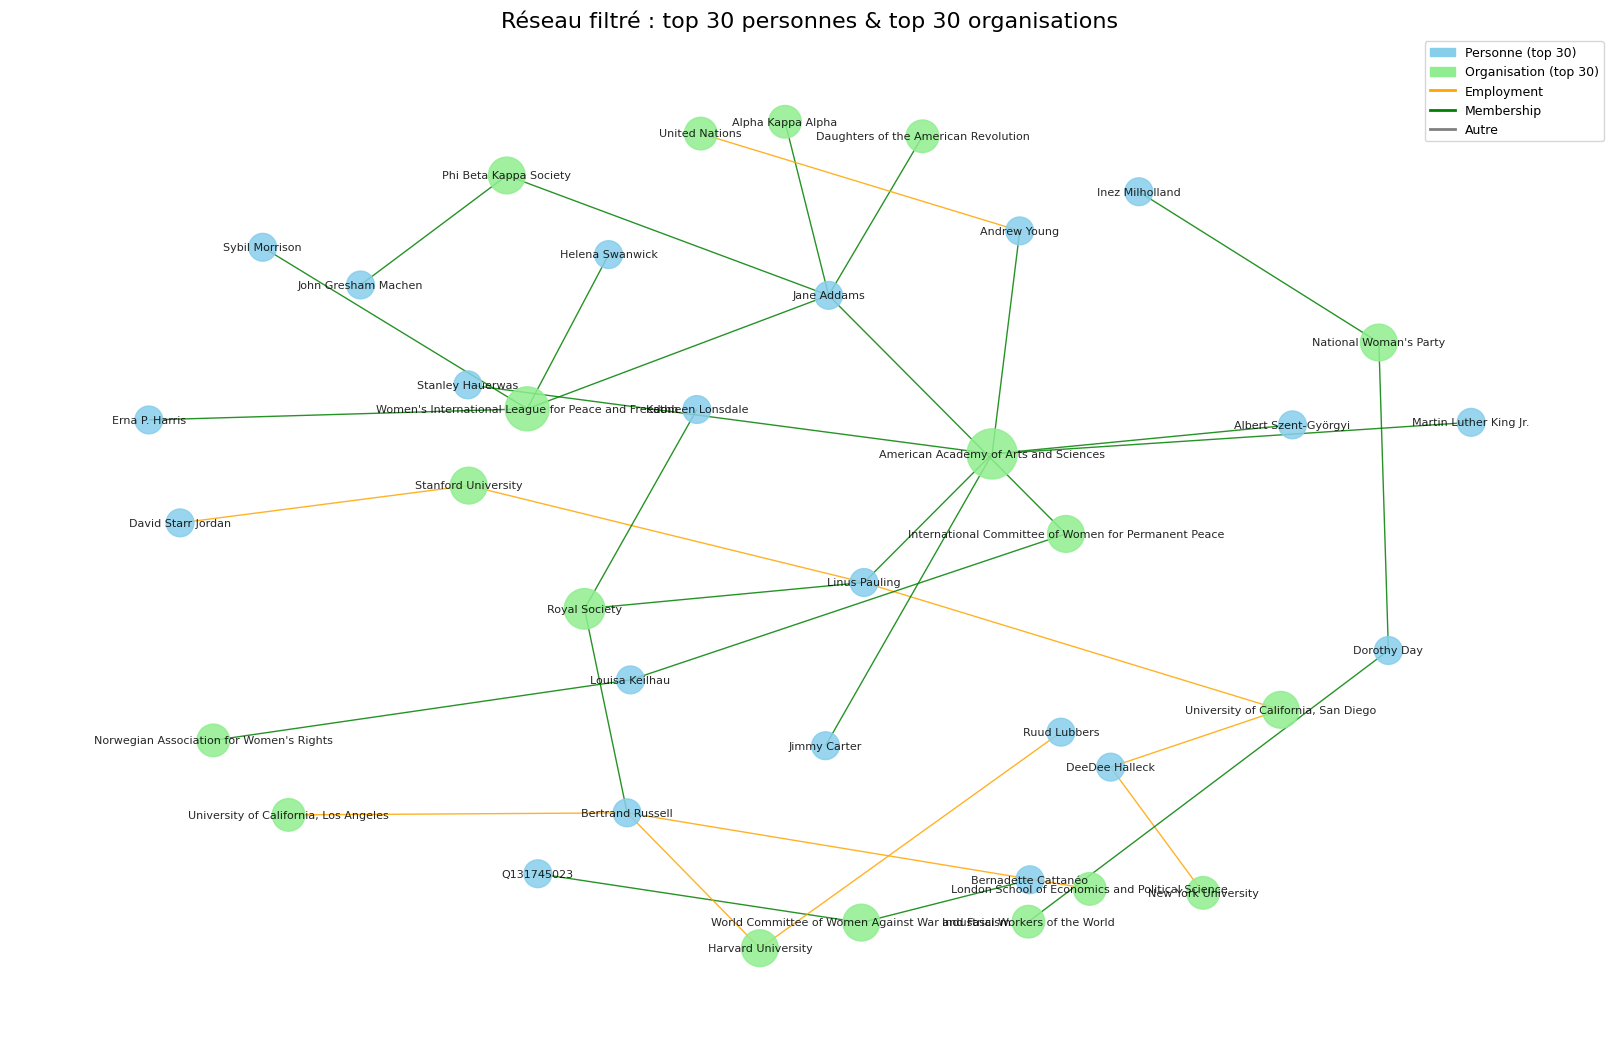 Réseau filtré : top 30 personnes & top 30 organisations
Personne (top 30)
Organisation (top 30)
Employment
Membership
Autre
Alpha Kappa Alpha
United Nations
Daughters of the American Revolution
Phi Beta Kappa Society
Inez Milholland
Andrew Young
Sybil Morrison
Helena Swanwick
John Gresham Machen
Jane Addams
National Woman's Party
Stanley Hauerwas
Women's International League for Peace and Freedom
Kathleen Lonsdale
Erna P. Harris
Albert Szent-Györgyi
Martin Luther King Jr.
American Academy of Arts and Sciences
Stanford University
David Starr Jordan
International Committee of Women for Permanent Peace
Linus Pauling
Royal Society
Dorothy Day
Louisa Keilhau
University of California, San Diego
Ruud Lubbers
Norwegian Association for Women's Rights
Jimmy Carter
DeeDee Halleck
Bertrand Russell
University of California, Los Angeles
Q131745023
Bernadette Cattanéo
London School of Economics and Political Science
New York University
World Committee of Women Against War and Fascism
Industrial Workers of the World
Harvard University